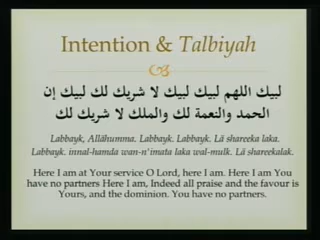 Intention & Talbiyah
لبيك اللهم لبيك لبيك لا شريك لك لبيك إن
الحمد والنعمة لك والملك لا شريك لك
Labbayk, Allāhumma. Labbayk. Labbayk. Lā shareeka laka.
Labbayk. innal-hamda wan-n'imata laka wal-mulk. Lā shareekalak.
Here I am at Your service O Lord, here I am. Here I am You
have no partners Here I am, Indeed all praise and the favour is
Yours, and the dominion. You have no partners.